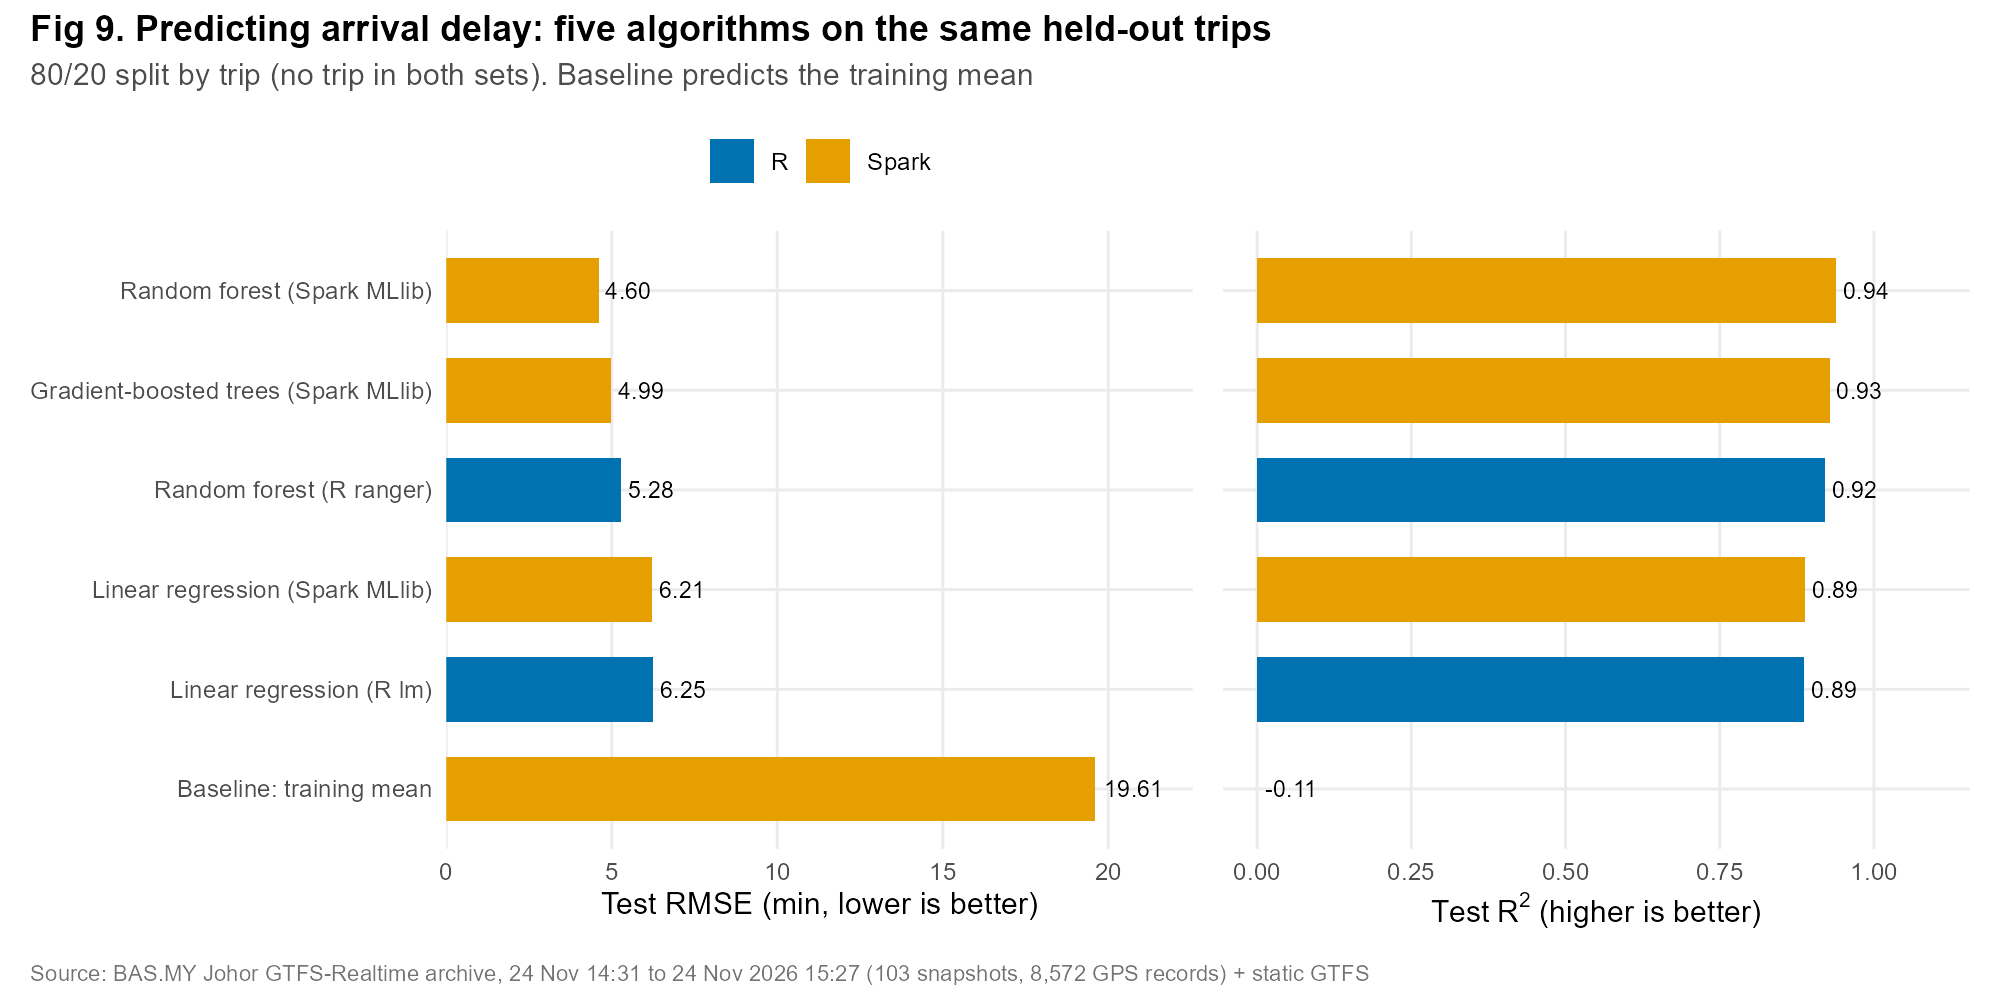 Fig 9. Predicting arrival delay: five algorithms on the same held-out trips
80/20 split by trip (no trip in both sets). Baseline predicts the training mean
R Spark
Random forest (Spark MLlib) 4.60 0.94
Gradient-boosted trees (Spark MLlib) 4.99 0.93
Random forest (R ranger) 5.28 0.92
Linear regression (Spark MLlib) 6.21 0.89
Linear regression (R lm) 6.25 0.89
Baseline: training mean 19.61 -0.11
0 5 10 15 20 0.00 0.25 0.50 0.75 1.00
Test RMSE (min, lower is better) Test R² (higher is better)
Source: BAS.MY Johor GTFS-Realtime archive, 24 Nov 14:31 to 24 Nov 2026 15:27 (103 snapshots, 8,572 GPS records) + static GTFS